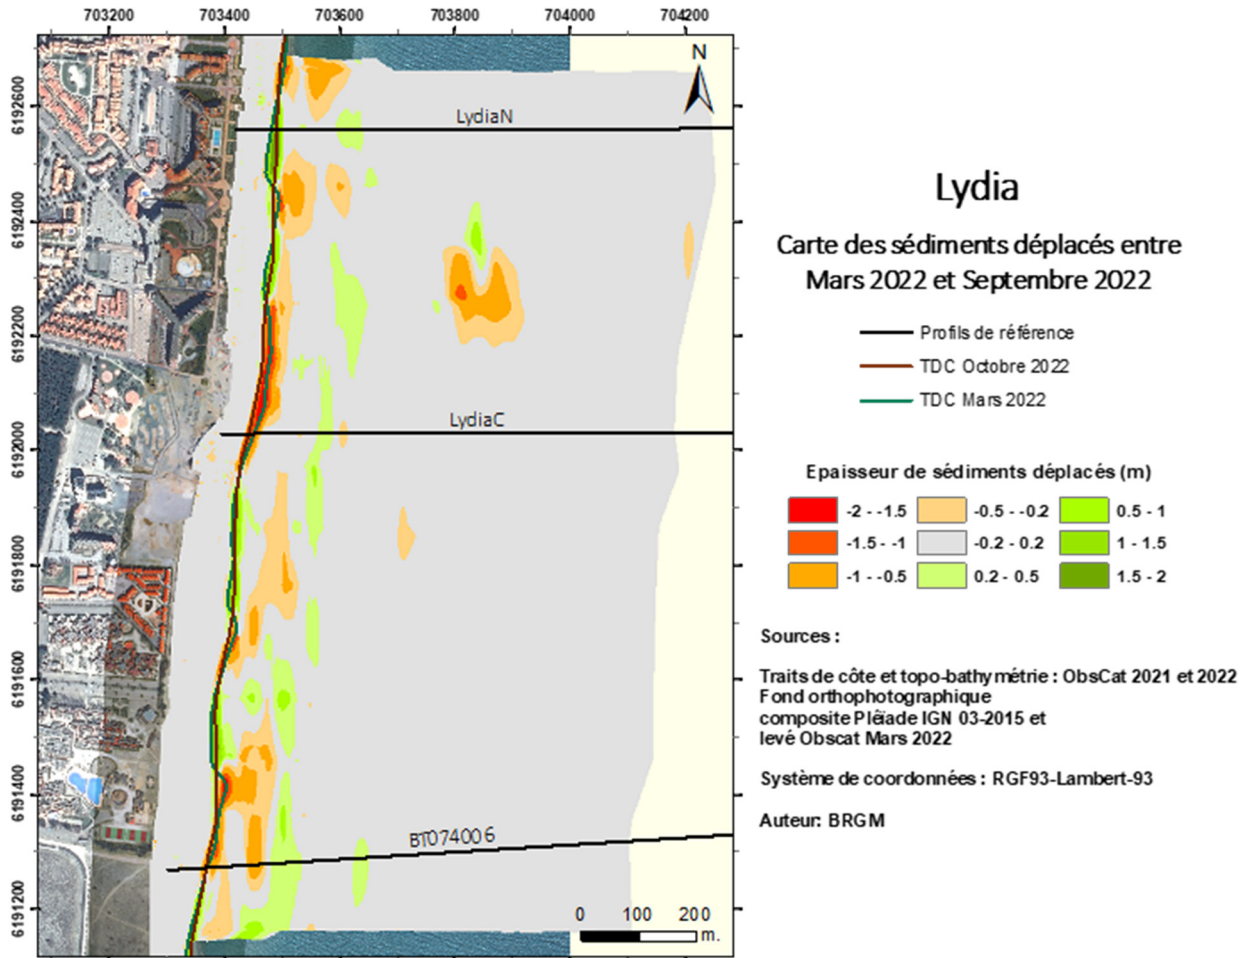 703200 703400 703600 703800 704000 704200
N
6192600
LydiaN
6192400
6192200
LydiaC
6192000
6191800
6191600
6191400
BT074006
6191200
0 100 200
m.
Lydia
Carte des sédiments déplacés entre
Mars 2022 et Septembre 2022
Profils de référence
TDC Octobre 2022
TDC Mars 2022
Epaisseur de sédiments déplacés (m)
-2 - -1.5 -0.5 - -0.2 0.5 - 1
-1.5 - -1 -0.2 - 0.2 1 - 1.5
-1 - -0.5 0.2 - 0.5 1.5 - 2
Sources :
Traits de côte et topo-bathymétrie : ObsCat 2021 et 2022
Fond orthophotographique
composite Pléïade IGN 03-2015 et
levé Obscat Mars 2022
Système de coordonnées : RGF93-Lambert-93
Auteur: BRGM